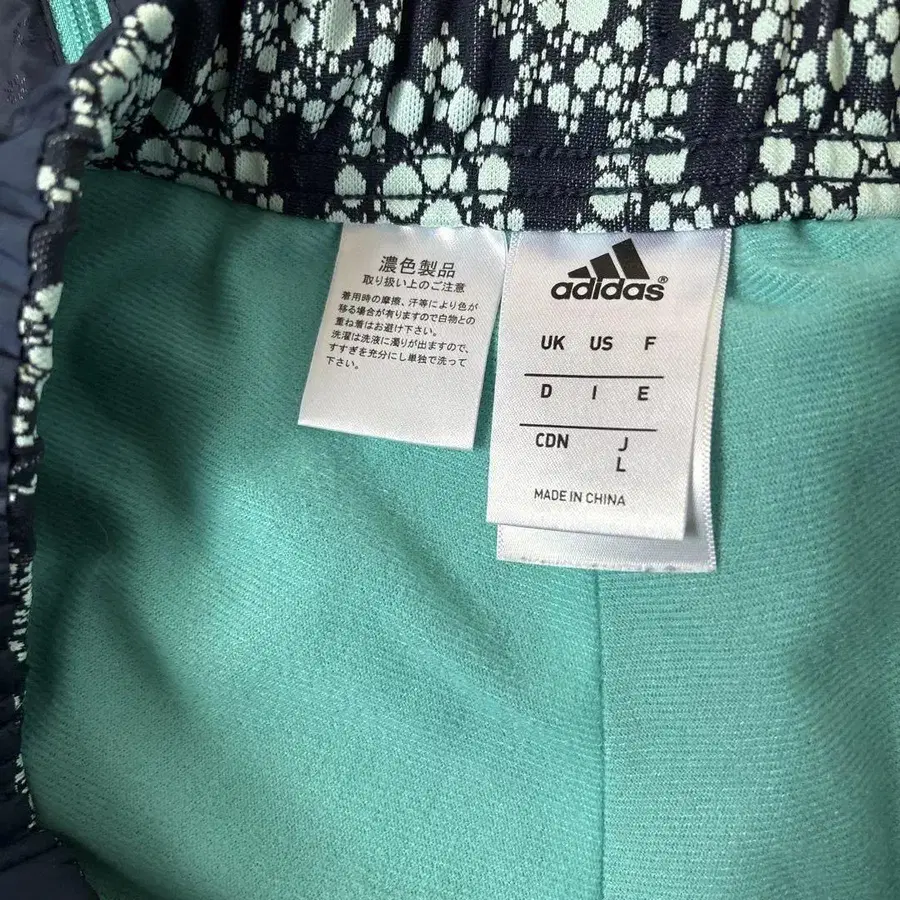 濃色製品
取り扱い上のご注意
着用時の摩擦、汗等により色が
移る場合が有りますので白物との
重ね着はお避け下さい。
洗濯は洗液に濁りが出ますので、
すすぎを充分にし単独で洗って
下さい。
adidas®
UK US F
D I E
CDN J
L
MADE IN CHINA